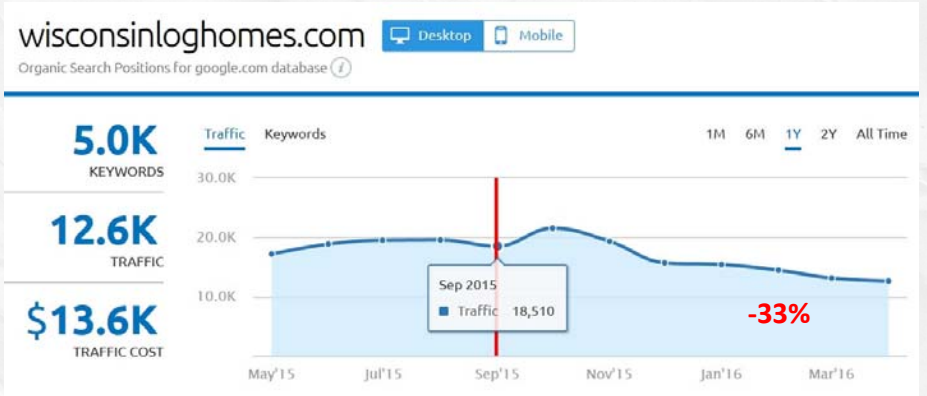 wisconsinloghomes.com Desktop Mobile
Organic Search Positions for google.com database i
5.0K
KEYWORDS
12.6K
TRAFFIC
$13.6K
TRAFFIC COST
Traffic Keywords 1M 6M 1Y 2Y All Time
30.0K
20.0K
10.0K
Sep 2015
Traffic 18,510
-33%
May'15 Jul'15 Sep'15 Nov'15 Jan'16 Mar'16